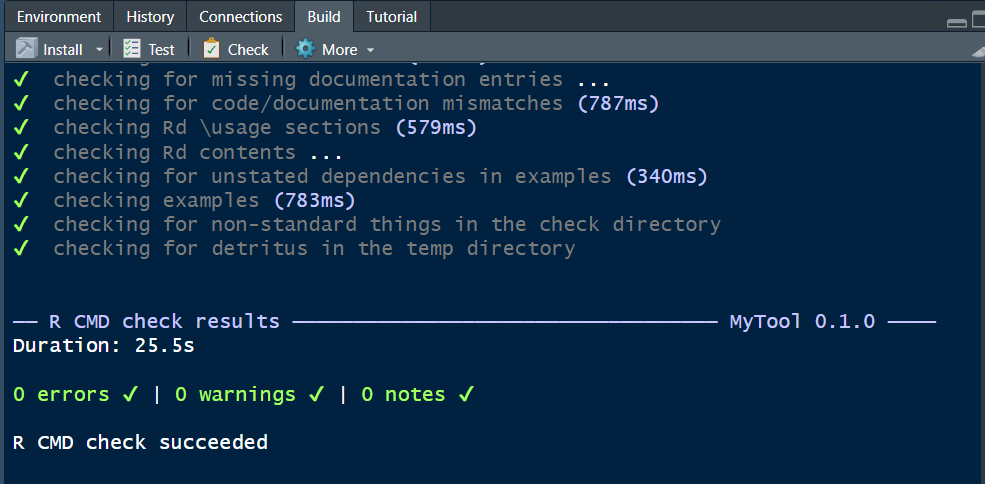 Environment History Connections Build Tutorial
Install Test Check More
✓ checking for missing documentation entries ...
✓ checking for code/documentation mismatches (787ms)
✓ checking Rd \usage sections (579ms)
✓ checking Rd contents ...
✓ checking for unstated dependencies in examples (340ms)
✓ checking examples (783ms)
✓ checking for non-standard things in the check directory
✓ checking for detritus in the temp directory
── R CMD check results ─────────────────────────────────── MyTool 0.1.0 ────
Duration: 25.5s
0 errors ✓ | 0 warnings ✓ | 0 notes ✓
R CMD check succeeded